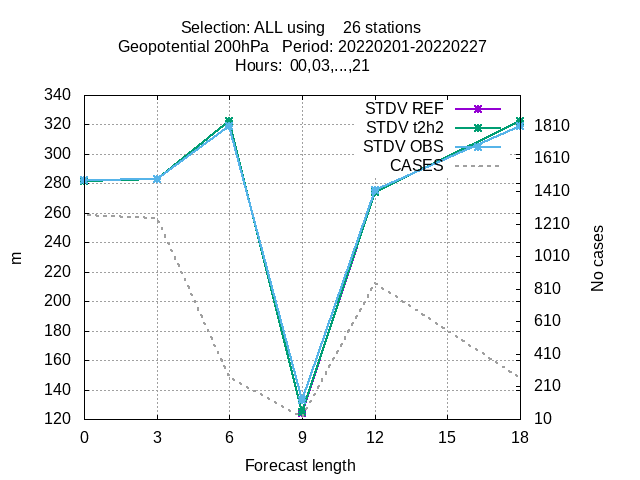 Selection: ALL using 26 stations
Geopotential 200hPa Period: 20220201-20220227
Hours: 00,03,...,21
STDV REF
STDV t2h2
STDV OBS
CASES
m
340
320
300
280
260
240
220
200
180
160
140
120
1810
1610
1410
1210
1010
810
610
410
210
10
No cases
0 3 6 9 12 15 18
Forecast length